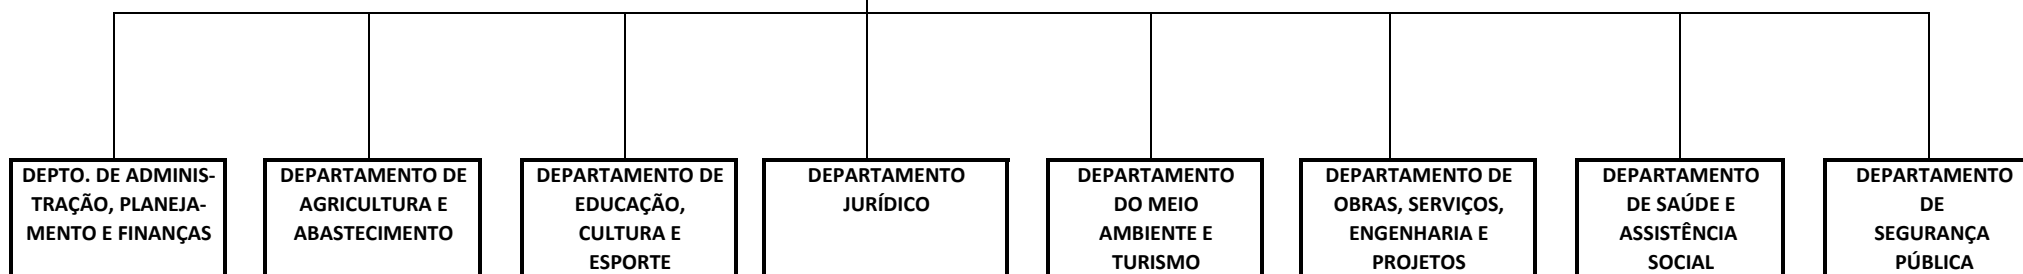 DEPTO. DE ADMINIS-
TRAÇÃO, PLANEJA-
MENTO E FINANÇAS
DEPARTAMENTO DE
AGRICULTURA E
ABASTECIMENTO
DEPARTAMENTO DE
EDUCAÇÃO,
CULTURA E
ESPORTE
DEPARTAMENTO
JURÍDICO
DEPARTAMENTO
DO MEIO
AMBIENTE E
TURISMO
DEPARTAMENTO DE
OBRAS, SERVIÇOS,
ENGENHARIA E
PROJETOS
DEPARTAMENTO
DE SAÚDE E
ASSISTÊNCIA
SOCIAL
DEPARTAMENTO
DE
SEGURANÇA
PÚBLICA